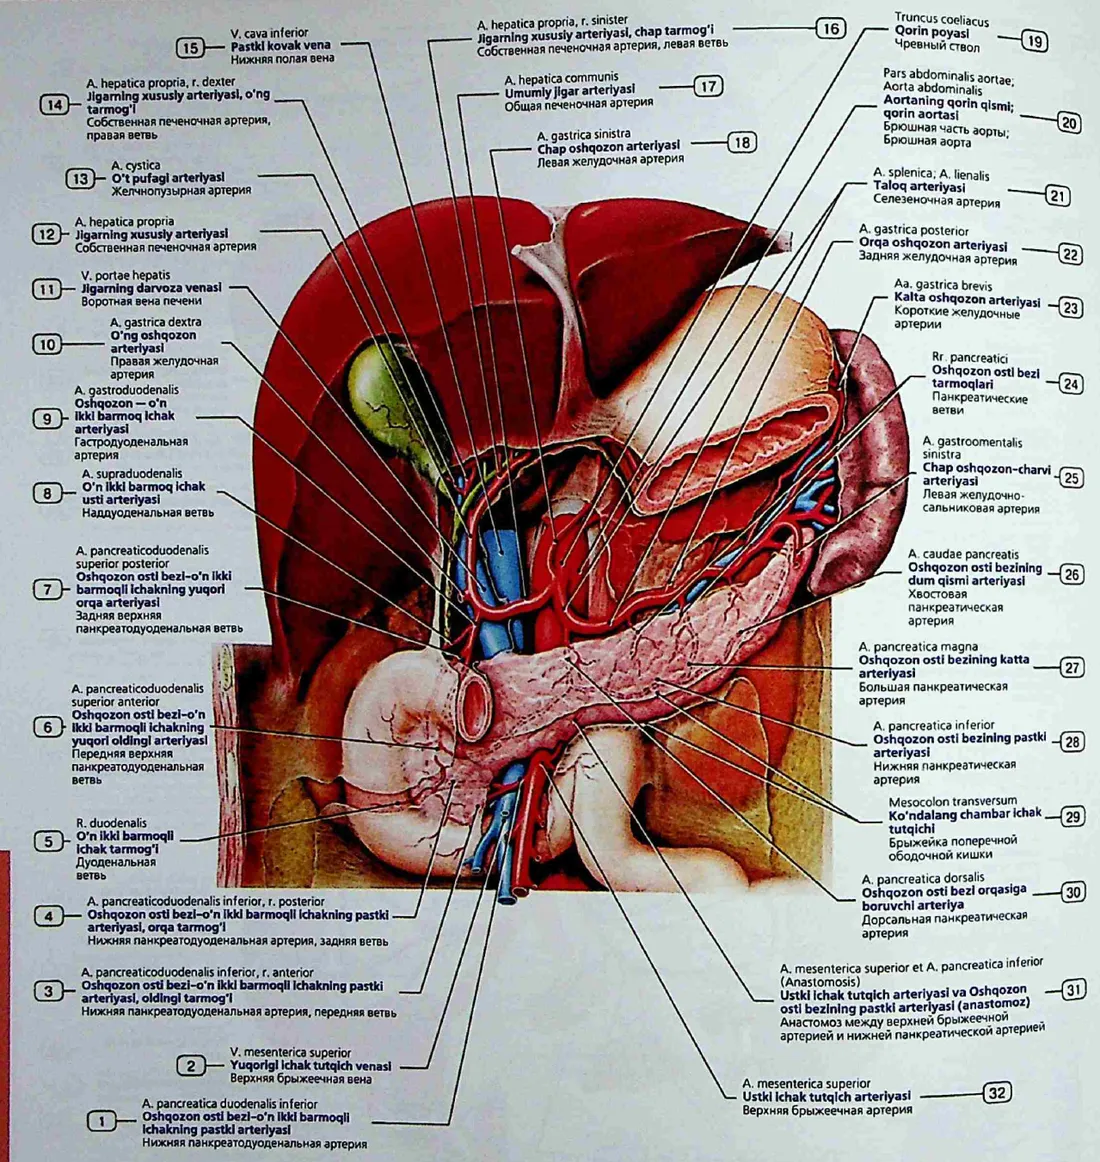 15
V. cava inferior
Pastki kovak vena
Нижняя полая вена
14
A. hepatica propria, r. dexter
Jigarning xususiy arteriyasi, o'ng
tarmog'i
Собственная печеночная артерия,
правая ветвь
13
A. cystica
O't pufagi arteriyasi
Желчнопузырная артерия
12
A. hepatica propria
Jigarning xususiy arteriyasi
Собственная печеночная артерия
11
V. portae hepatis
Jigarning darvoza venasi
Воротная вена печени
10
A. gastrica dextra
O'ng oshqozon
arteriyasi
Правая желудочная
артерия
9
A. gastroduodenalis
Oshqozon — o'n
ikki barmoq ichak
arteriyasi
Гастродуоденальная
артерия
8
A. supraduodenalis
O'n ikki barmoq ichak
usti arteriyasi
Наддуоденальная ветвь
7
A. pancreaticoduodenalis
superior posterior
Oshqozon osti bezi-o'n ikki
barmoqli ichakning yuqori
orqa arteriyasi
Задняя верхняя
панкреатодуоденальная ветвь
6
A. pancreaticoduodenalis
superior anterior
Oshqozon osti bezi-o'n
ikki barmoqli ichakning
yuqori oldingi arteriyasi
Передняя верхняя
панкреатодуоденальная
ветвь
5
R. duodenalis
O'n ikki barmoqli
ichak tarmog'i
Дуоденальная
ветвь
4
A. pancreaticoduodenalis inferior, r. posterior
Oshqozon osti bezi-o'n ikki barmoqli ichakning pastki
arteriyasi, orqa tarmog'i
Нижняя панкреатодуоденальная артерия, задняя ветвь
3
A. pancreaticoduodenalis inferior, r. anterior
Oshqozon osti bezi-o'n ikki barmoqli ichakning pastki
arteriyasi, oldingi tarmog'i
Нижняя панкреатодуоденальная артерия, передняя ветвь
2
V. mesenterica superior
Yuqorigi ichak tutqich venasi
Верхняя брыжеечная вена
1
A. pancreatica duodenalis inferior
Oshqozon osti bezi-o'n ikki barmoqli
ichakning pastki arteriyasi
Нижняя панкреатодуоденальная артерия
16
A. hepatica propria, r. sinister
Jigarning xususiy arteriyasi, chap tarmog'i
Собственная печеночная артерия, левая ветвь
17
A. hepatica communis
Umumiy jigar arteriyasi
Общая печеночная артерия
18
A. gastrica sinistra
Chap oshqozon arteriyasi
Левая желудочная артерия
19
Truncus coeliacus
Qorin poyasi
Чревный ствол
20
Pars abdominalis aortae;
Aorta abdominalis
Aortaning qorin qismi;
qorin aortasi
Брюшная часть аорты;
Брюшная аорта
21
A. splenica; A. lienalis
Taloq arteriyasi
Селезеночная артерия
22
A. gastrica posterior
Orqa oshqozon arteriyasi
Задняя желудочная артерия
23
Aa. gastrica brevis
Kalta oshqozon arteriyasi
Короткие желудочные
артерии
24
Rr. pancreatici
Oshqozon osti bezi
tarmoqlari
Панкреатические
ветви
25
A. gastroomentalis
sinistra
Chap oshqozon-charvi
arteriyasi
Левая желудочно-
сальниковая артерия
26
A. caudae pancreatis
Oshqozon osti bezining
dum qismi arteriyasi
Хвостовая
панкреатическая
артерия
27
A. pancreatica magna
Oshqozon osti bezining katta
arteriyasi
Большая панкреатическая
артерия
28
A. pancreatica inferior
Oshqozon osti bezining pastki
arteriyasi
Нижняя панкреатическая
артерия
29
Mesocolon transversum
Ko'ndalang chambar ichak
tutqichi
Брыжейка поперечной
ободочной кишки
30
A. pancreatica dorsalis
Oshqozon osti bezi orqasiga
boruvchi arteriya
Дорсальная панкреатическая
артерия
31
A. mesenterica superior et A. pancreatica inferior
(Anastomosis)
Ustki ichak tutqich arteriyasi va Oshqozon
osti bezining pastki arteriyasi (anastomoz)
Анастомоз между верхней брыжеечной
артерией и нижней панкреатической артерией
32
A. mesenterica superior
Ustki ichak tutqich arteriyasi
Верхняя брыжеечная артерия